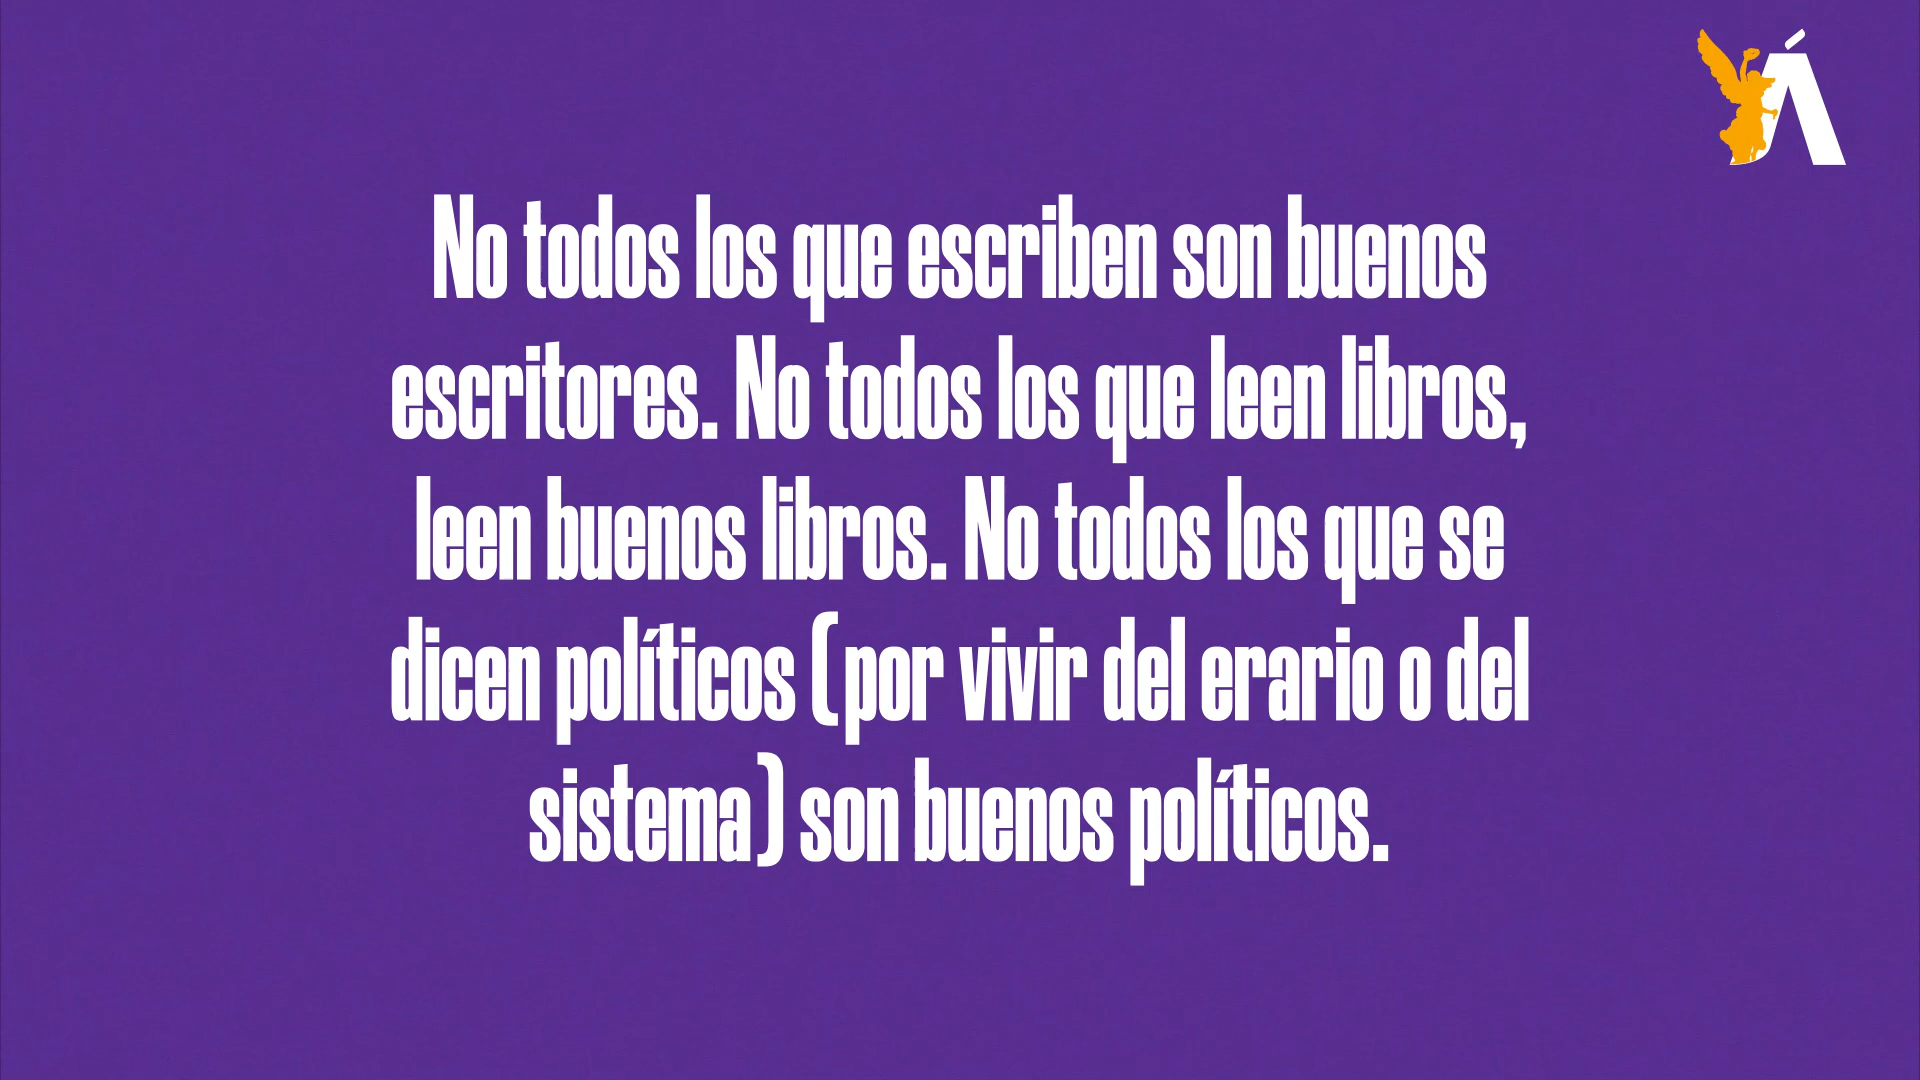 Á
No todos los que escriben son buenos
escritores. No todos los que leen libros,
leen buenos libros. No todos los que se
dicen políticos (por vivir del erario o del
sistema) son buenos políticos.